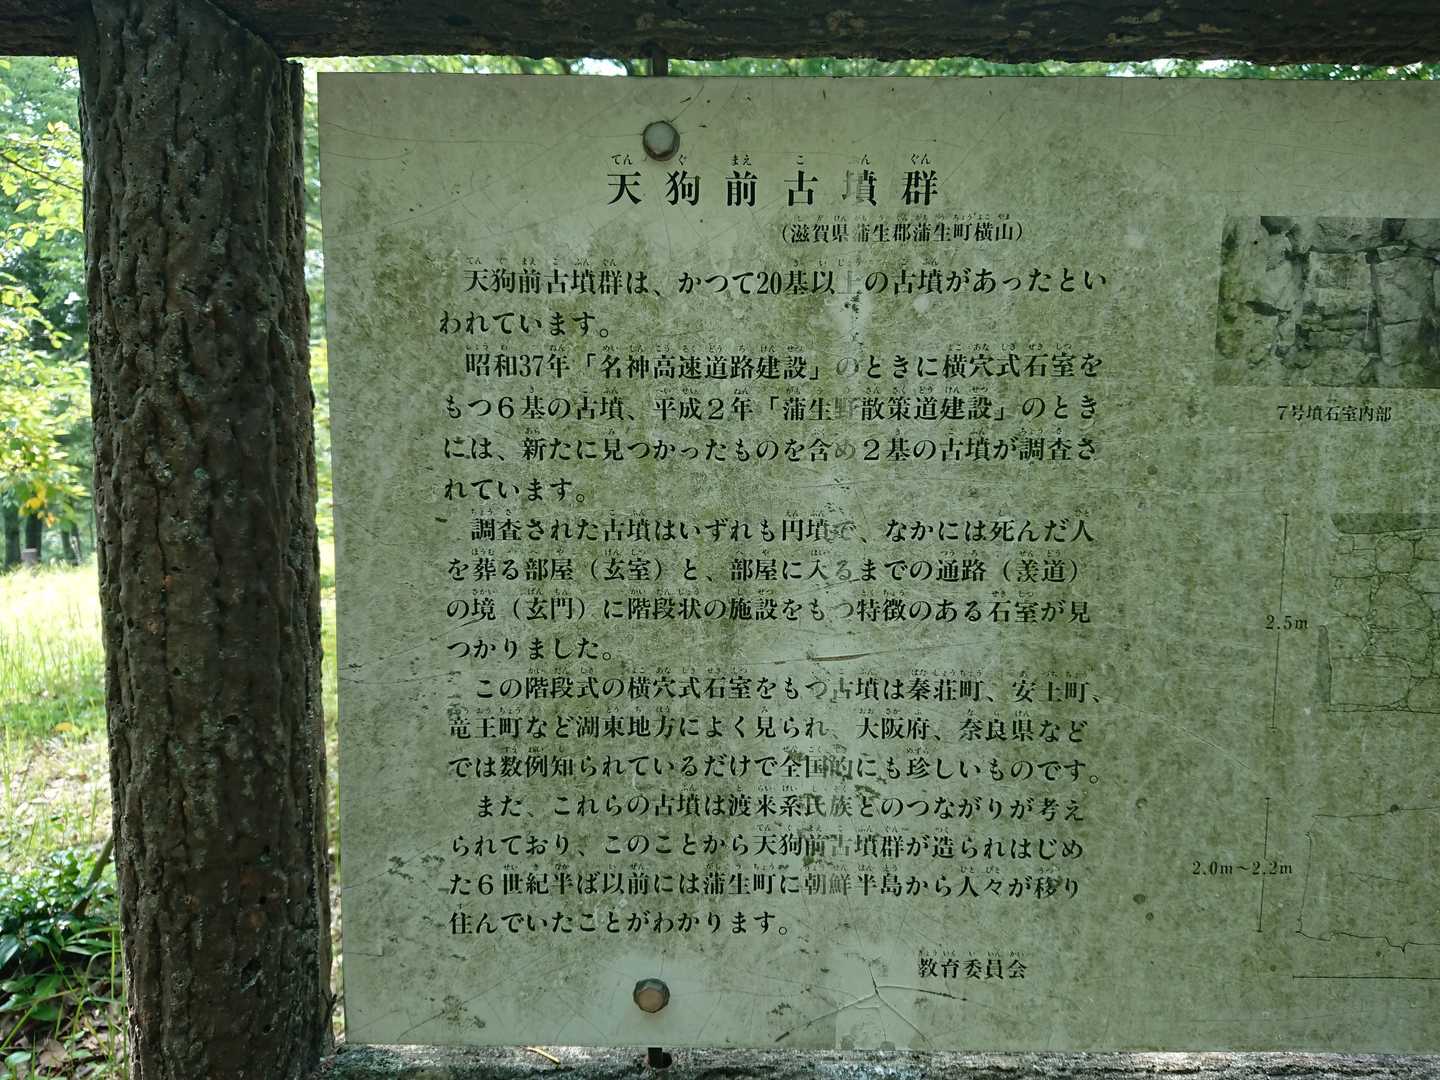 天狗前古墳群
（滋賀県蒲生郡蒲生町横山）
天狗前古墳群は、かつて20基以上の古墳があったとい
われています。
昭和37年「名神高速道路建設」のときに横穴式石室を
もつ6基の古墳、平成2年「蒲生野散策道建設」のとき
には、新たに見つかったものを含め2基の古墳が調査さ
れています。
調査された古墳はいずれも円墳で、なかには死んだ人
を葬る部屋（玄室）と、部屋に入るまでの通路（羨道）
の境（玄門）に階段状の施設をもつ特徴のある石室が見
つかりました。
この階段式の横穴式石室をもつ古墳は秦荘町、安土町、
竜王町など湖東地方によく見られ、大阪府、奈良県など
では数例知られているだけで全国的にも珍しいものです。
また、これらの古墳は渡来系氏族とのつながりが考え
られており、このことから天狗前古墳群が造られはじめ
た6世紀半ば以前には蒲生町に朝鮮半島から人々が移り
住んでいたことがわかります。
教育委員会
7号墳石室内部
2.5m
2.0m～2.2m